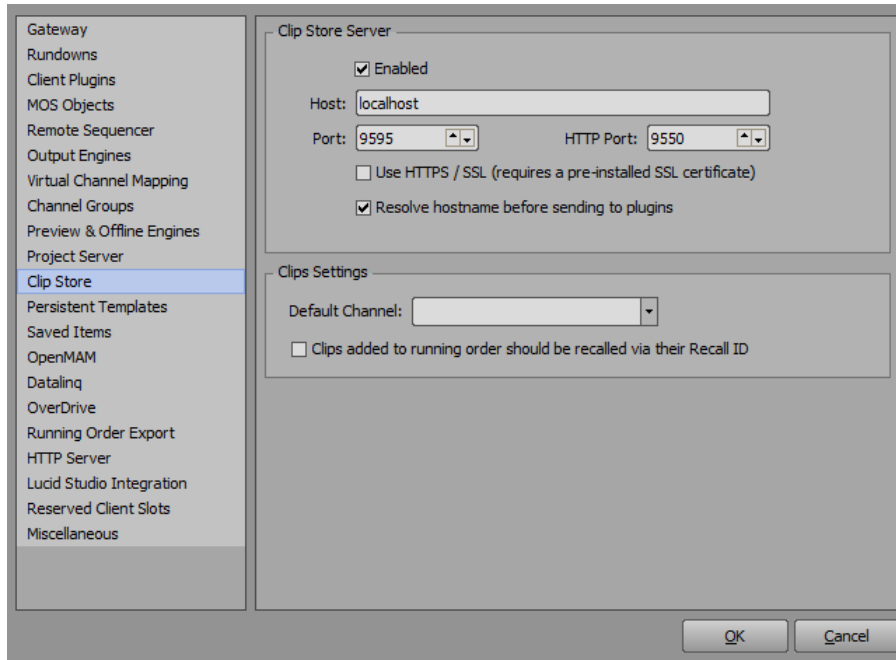 Gateway
Rundowns
Client Plugins
MOS Objects
Remote Sequencer
Output Engines
Virtual Channel Mapping
Channel Groups
Preview & Offline Engines
Project Server
Clip Store
Persistent Templates
Saved Items
OpenMAM
Datalinq
OverDrive
Running Order Export
HTTP Server
Lucid Studio Integration
Reserved Client Slots
Miscellaneous
Clip Store Server
Enabled
Host: localhost
Port: 9595 HTTP Port: 9550
Use HTTPS / SSL (requires a pre-installed SSL certificate)
Resolve hostname before sending to plugins
Clips Settings
Default Channel:
Clips added to running order should be recalled via their Recall ID
OK Cancel